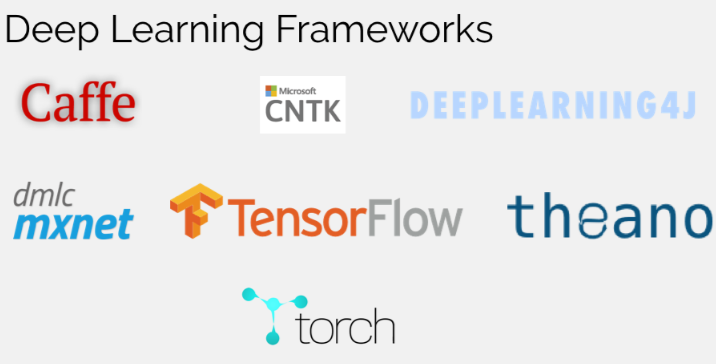 Deep Learning Frameworks
Caffe
Microsoft
CNTK
DEEPLEARNING4J
dmlc
mxnet
TensorFlow
theano
torch